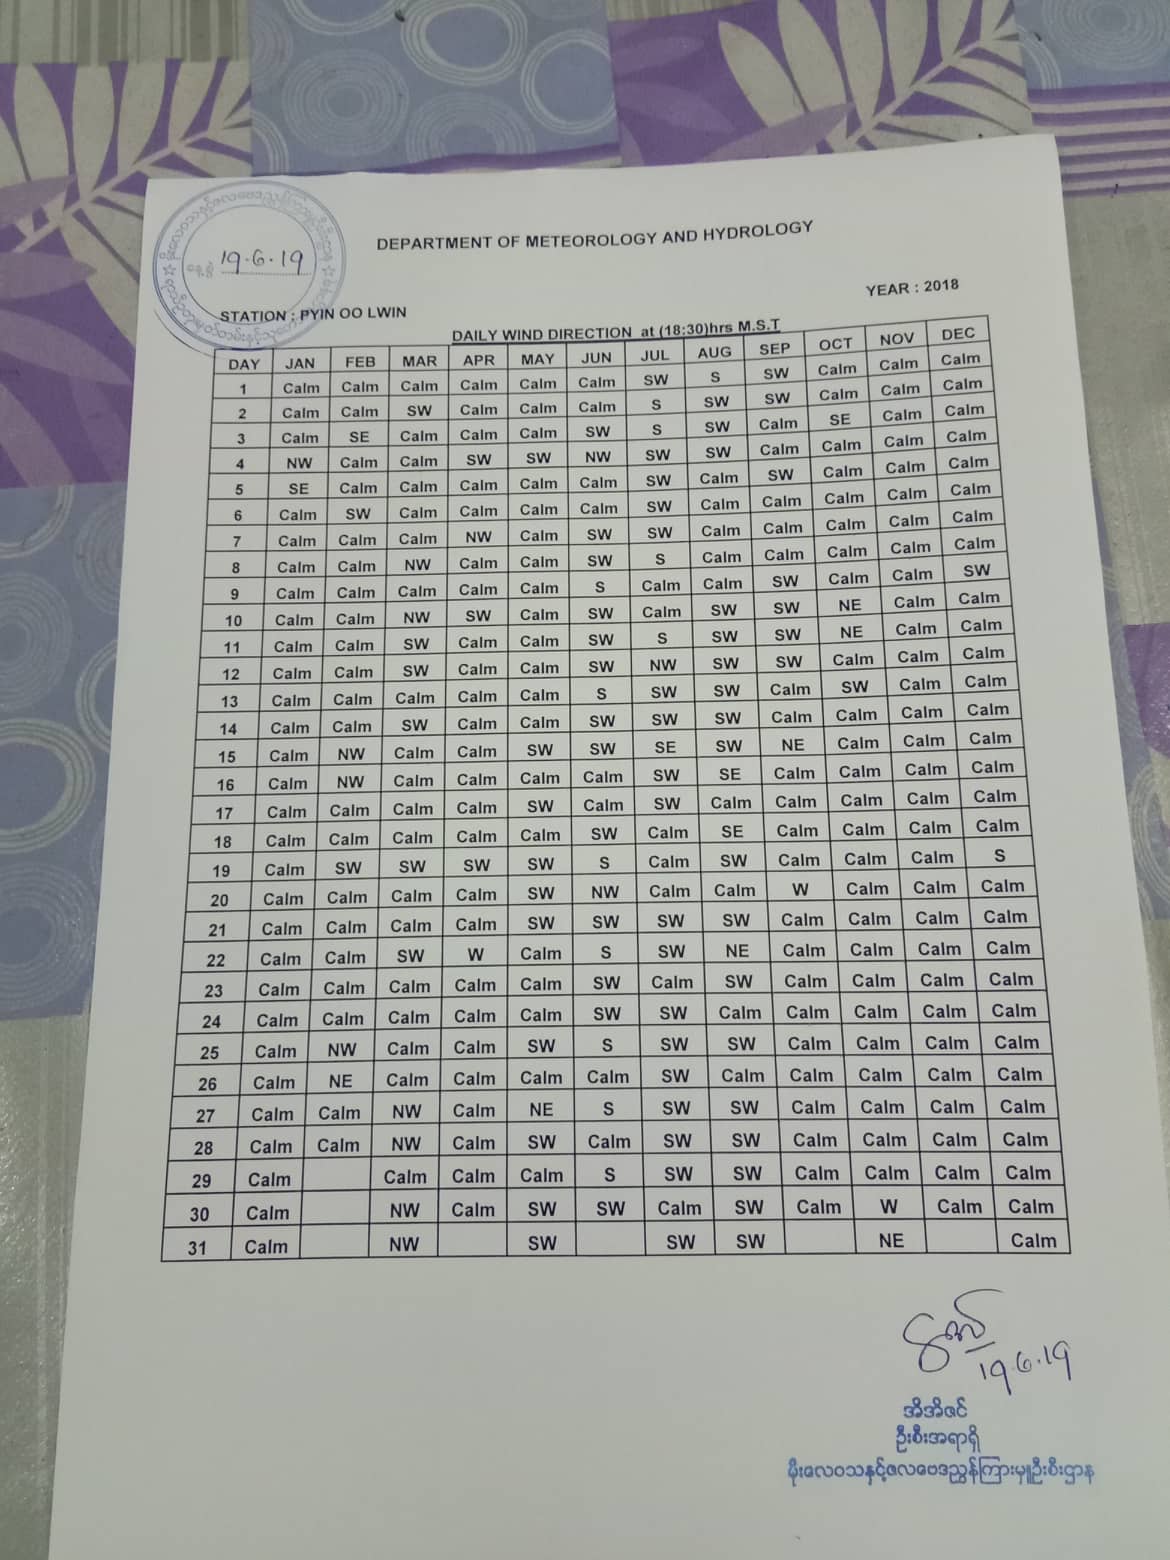 19.6.19
DEPARTMENT OF METEOROLOGY AND HYDROLOGY
YEAR : 2018
STATION : PYIN OO LWIN
DAILY WIND DIRECTION at (18:30)hrs M.S.T
DAY JAN FEB MAR APR MAY JUN JUL AUG SEP OCT NOV DEC
1 Calm Calm Calm Calm Calm Calm SW S SW Calm Calm Calm
2 Calm Calm SW Calm Calm Calm S SW SW Calm Calm Calm
3 Calm SE Calm Calm Calm SW S SW Calm SE Calm Calm
4 NW Calm Calm SW SW NW SW SW Calm Calm Calm Calm
5 SE Calm Calm Calm Calm Calm SW Calm SW Calm Calm Calm
6 Calm SW Calm Calm Calm Calm SW Calm Calm Calm Calm Calm
7 Calm Calm Calm NW Calm SW SW Calm Calm Calm Calm Calm
8 Calm Calm NW Calm Calm SW S Calm Calm Calm Calm Calm
9 Calm Calm Calm Calm Calm S Calm Calm SW Calm Calm SW
10 Calm Calm NW SW Calm SW Calm SW SW NE Calm Calm
11 Calm Calm SW Calm Calm SW S SW SW NE Calm Calm
12 Calm Calm SW Calm Calm SW NW SW SW Calm Calm Calm
13 Calm Calm Calm Calm Calm S SW SW Calm SW Calm Calm
14 Calm Calm SW Calm Calm SW SW SW Calm Calm Calm Calm
15 Calm NW Calm Calm SW SW SE SW NE Calm Calm Calm
16 Calm NW Calm Calm Calm Calm SW SE Calm Calm Calm Calm
17 Calm Calm Calm Calm SW Calm SW Calm Calm Calm Calm Calm
18 Calm Calm Calm Calm Calm SW Calm SE Calm Calm Calm Calm
19 Calm SW SW SW SW S Calm SW Calm Calm Calm S
20 Calm Calm Calm Calm SW NW Calm Calm W Calm Calm Calm
21 Calm Calm Calm Calm SW SW SW SW Calm Calm Calm Calm
22 Calm Calm SW W Calm S SW NE Calm Calm Calm Calm
23 Calm Calm Calm Calm Calm SW Calm SW Calm Calm Calm Calm
24 Calm Calm Calm Calm Calm SW SW Calm Calm Calm Calm Calm
25 Calm NW Calm Calm SW S SW SW Calm Calm Calm Calm
26 Calm NE Calm Calm Calm Calm SW Calm Calm Calm Calm Calm
27 Calm Calm NW Calm NE S SW SW Calm Calm Calm Calm
28 Calm Calm NW Calm SW Calm SW SW Calm Calm Calm Calm
29 Calm Calm Calm Calm S SW SW Calm Calm Calm Calm
30 Calm NW Calm SW SW Calm SW Calm W Calm Calm
31 Calm NW SW SW SW NE Calm
19.6.19
အိအိဇင်
ဦးစီးအရာရှိ
မိုးလေဝသနှင့်ဇလဗေဒညွှန်ကြားမှုဦးစီးဌာန